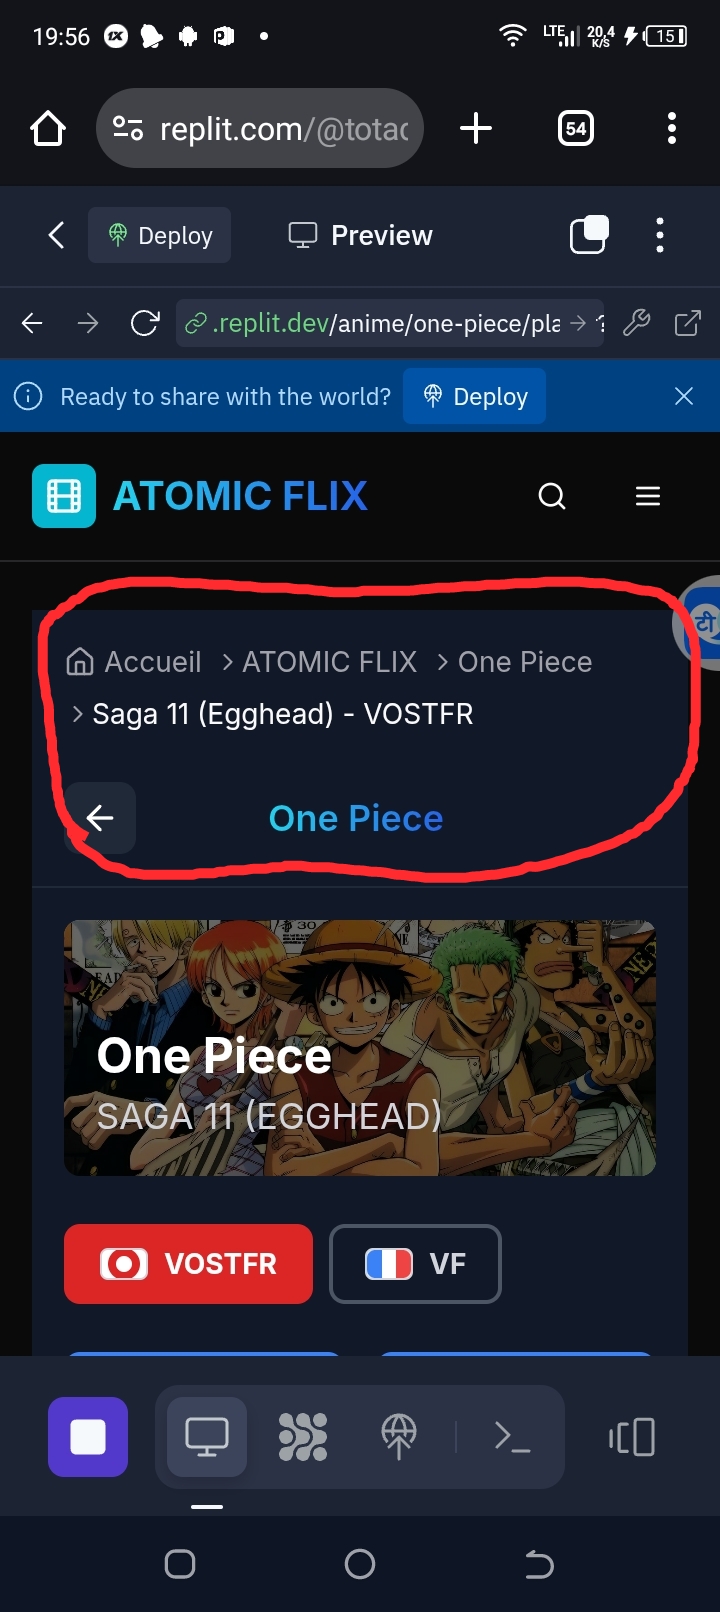 19:56
LTE
20,4
K/S
15
replit.com/@totac
54
Deploy
Preview
.replit.dev/anime/one-piece/pla
Ready to share with the world?
Deploy
ATOMIC FLIX
टी
Accueil > ATOMIC FLIX > One Piece
> Saga 11 (Egghead) - VOSTFR
One Piece
One Piece
SAGA 11 (EGGHEAD)
VOSTFR
VF